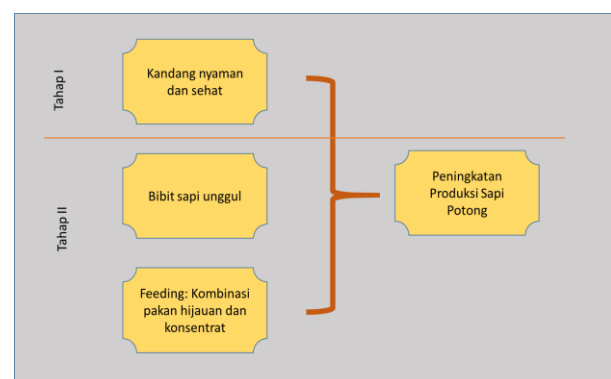 Tahap I
Kandang nyaman
dan sehat
Tahap II
Bibit sapi unggul
Feeding: Kombinasi
pakan hijauan dan
konsentrat
Peningkatan
Produksi Sapi
Potong